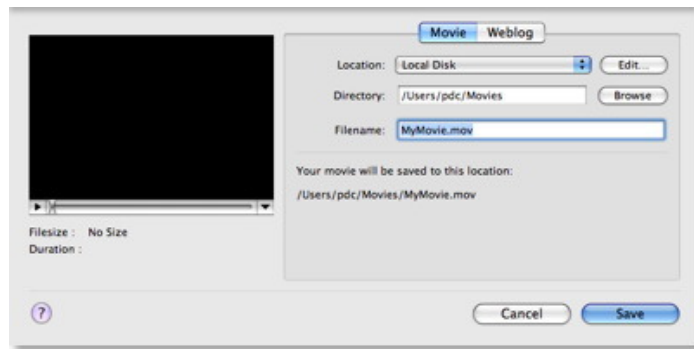 Movie Weblog
Location: Local Disk Edit...
Directory: /Users/pdc/Movies Browse
Filename: MyMovie.mov
Your movie will be saved to this location:
/Users/pdc/Movies/MyMovie.mov
Filesize : No Size
Duration :
? Cancel Save